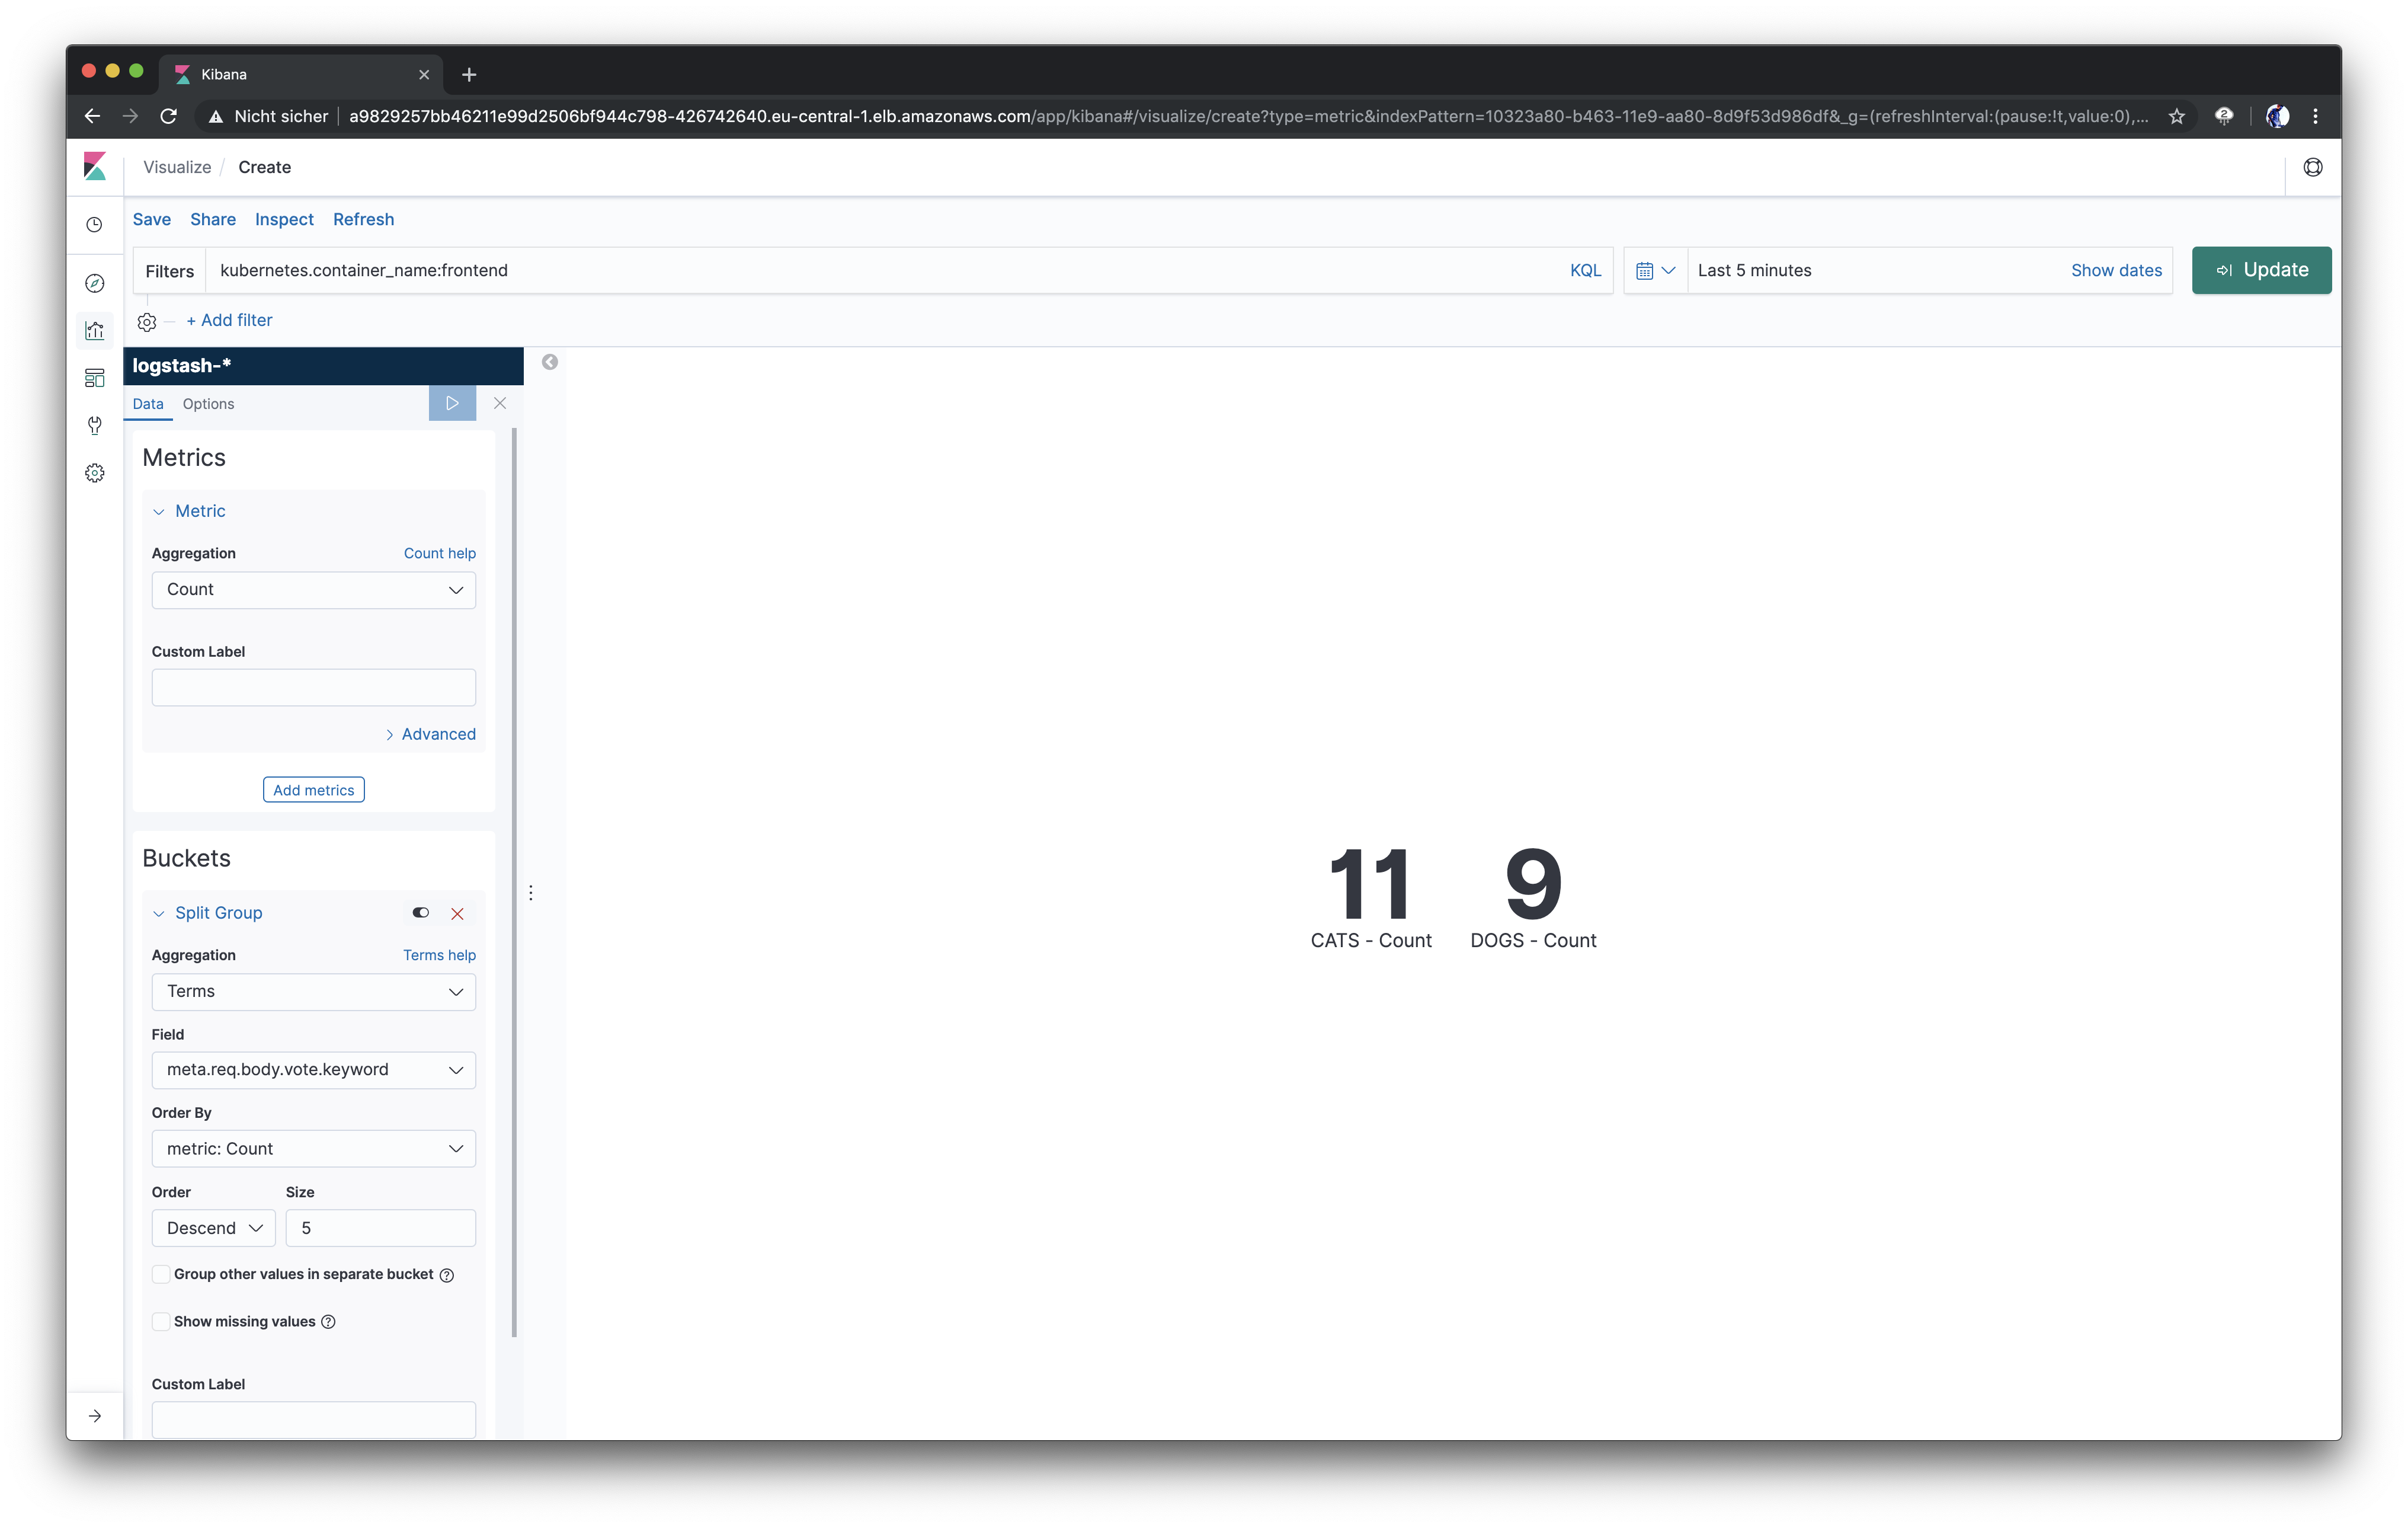 Kibana
Nicht sicher a9829257bb46211e99d2506bf944c798-426742640.eu-central-1.elb.amazonaws.com/app/kibana#/visualize/create?type=metric&indexPattern=10323a80-b463-11e9-aa80-8d9f53d986df&_g=(refreshInterval:(pause:!t,value:0),...
Visualize / Create
Save Share Inspect Refresh
Filters kubernetes.container_name:frontend KQL Last 5 minutes Show dates Update
+ Add filter
logstash-*
Data Options
Metrics
Metric
Aggregation Count help
Count
Custom Label
Advanced
Add metrics
Buckets
Split Group
Aggregation Terms help
Terms
Field
meta.req.body.vote.keyword
Order By
metric: Count
Order Size
Descend 5
Group other values in separate bucket
Show missing values
Custom Label
11 9
CATS - Count DOGS - Count